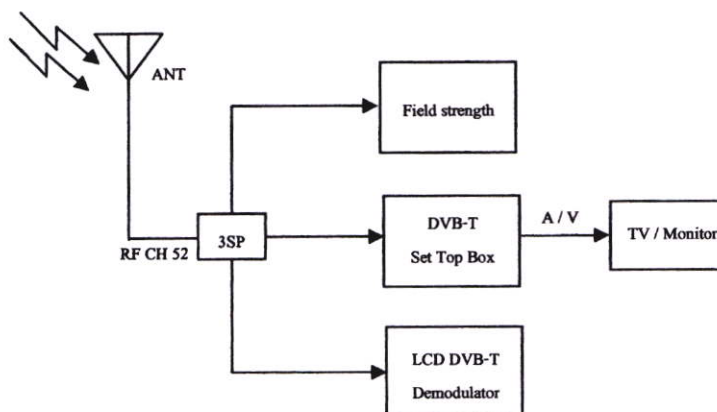 ANT
Field strength
RF CH 52
3SP
DVB-T
Set Top Box
A / V
TV / Monitor
LCD DVB-T
Demodulator